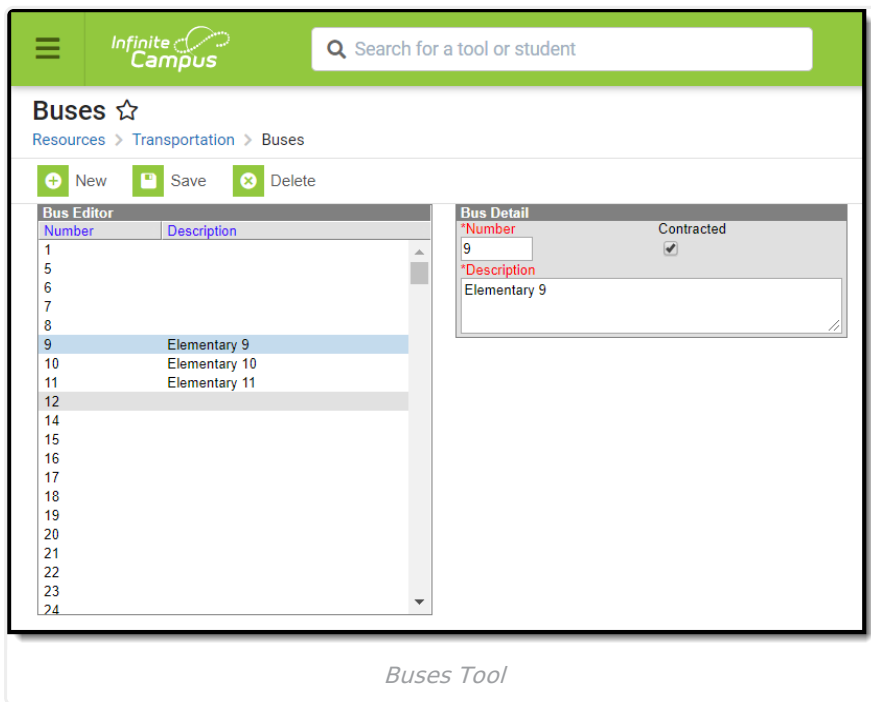 Infinite
Campus
Search for a tool or student
Buses
Resources > Transportation > Buses
New Save Delete
Bus Editor
Number Description
1
5
6
7
8
9 Elementary 9
10 Elementary 10
11 Elementary 11
12
14
15
16
17
18
19
20
21
22
23
24
Bus Detail
*Number Contracted
9
*Description
Elementary 9
Buses Tool